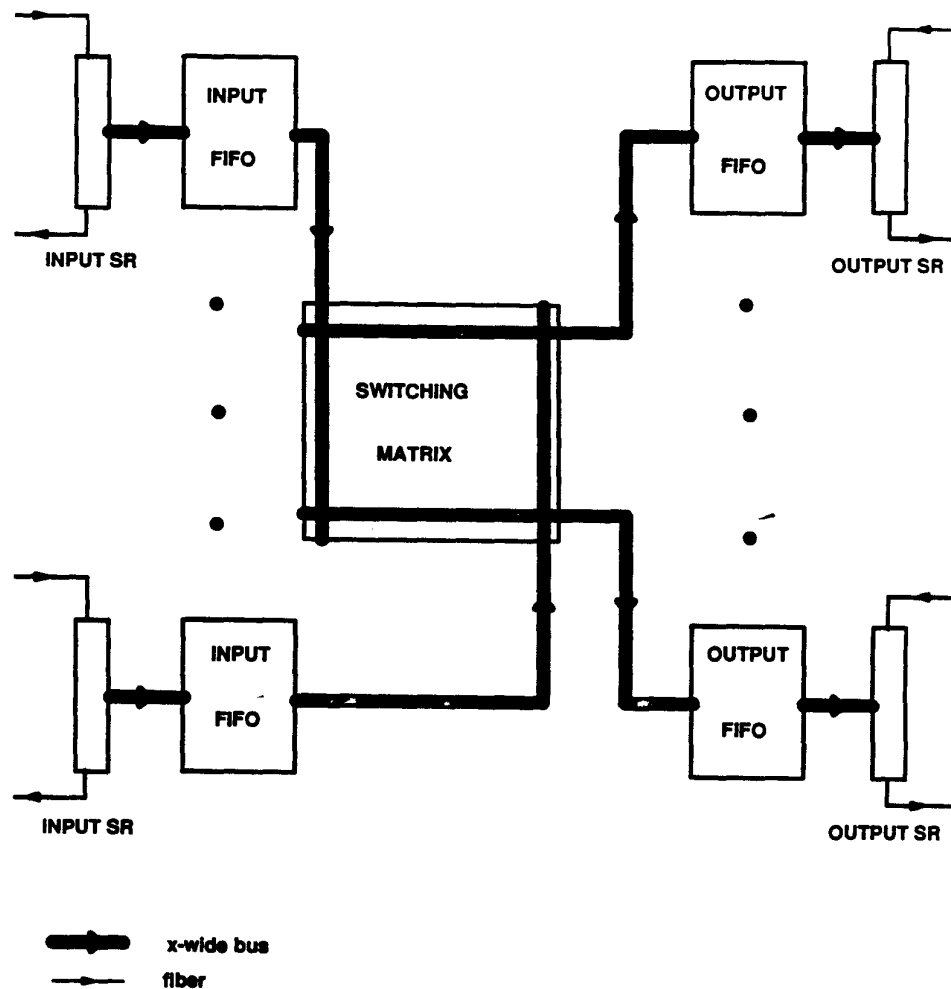 INPUT
FIFO
OUTPUT
FIFO
INPUT SR
OUTPUT SR
SWITCHING
MATRIX
INPUT
FIFO
OUTPUT
FIFO
INPUT SR
OUTPUT SR
x-wide bus
fiber